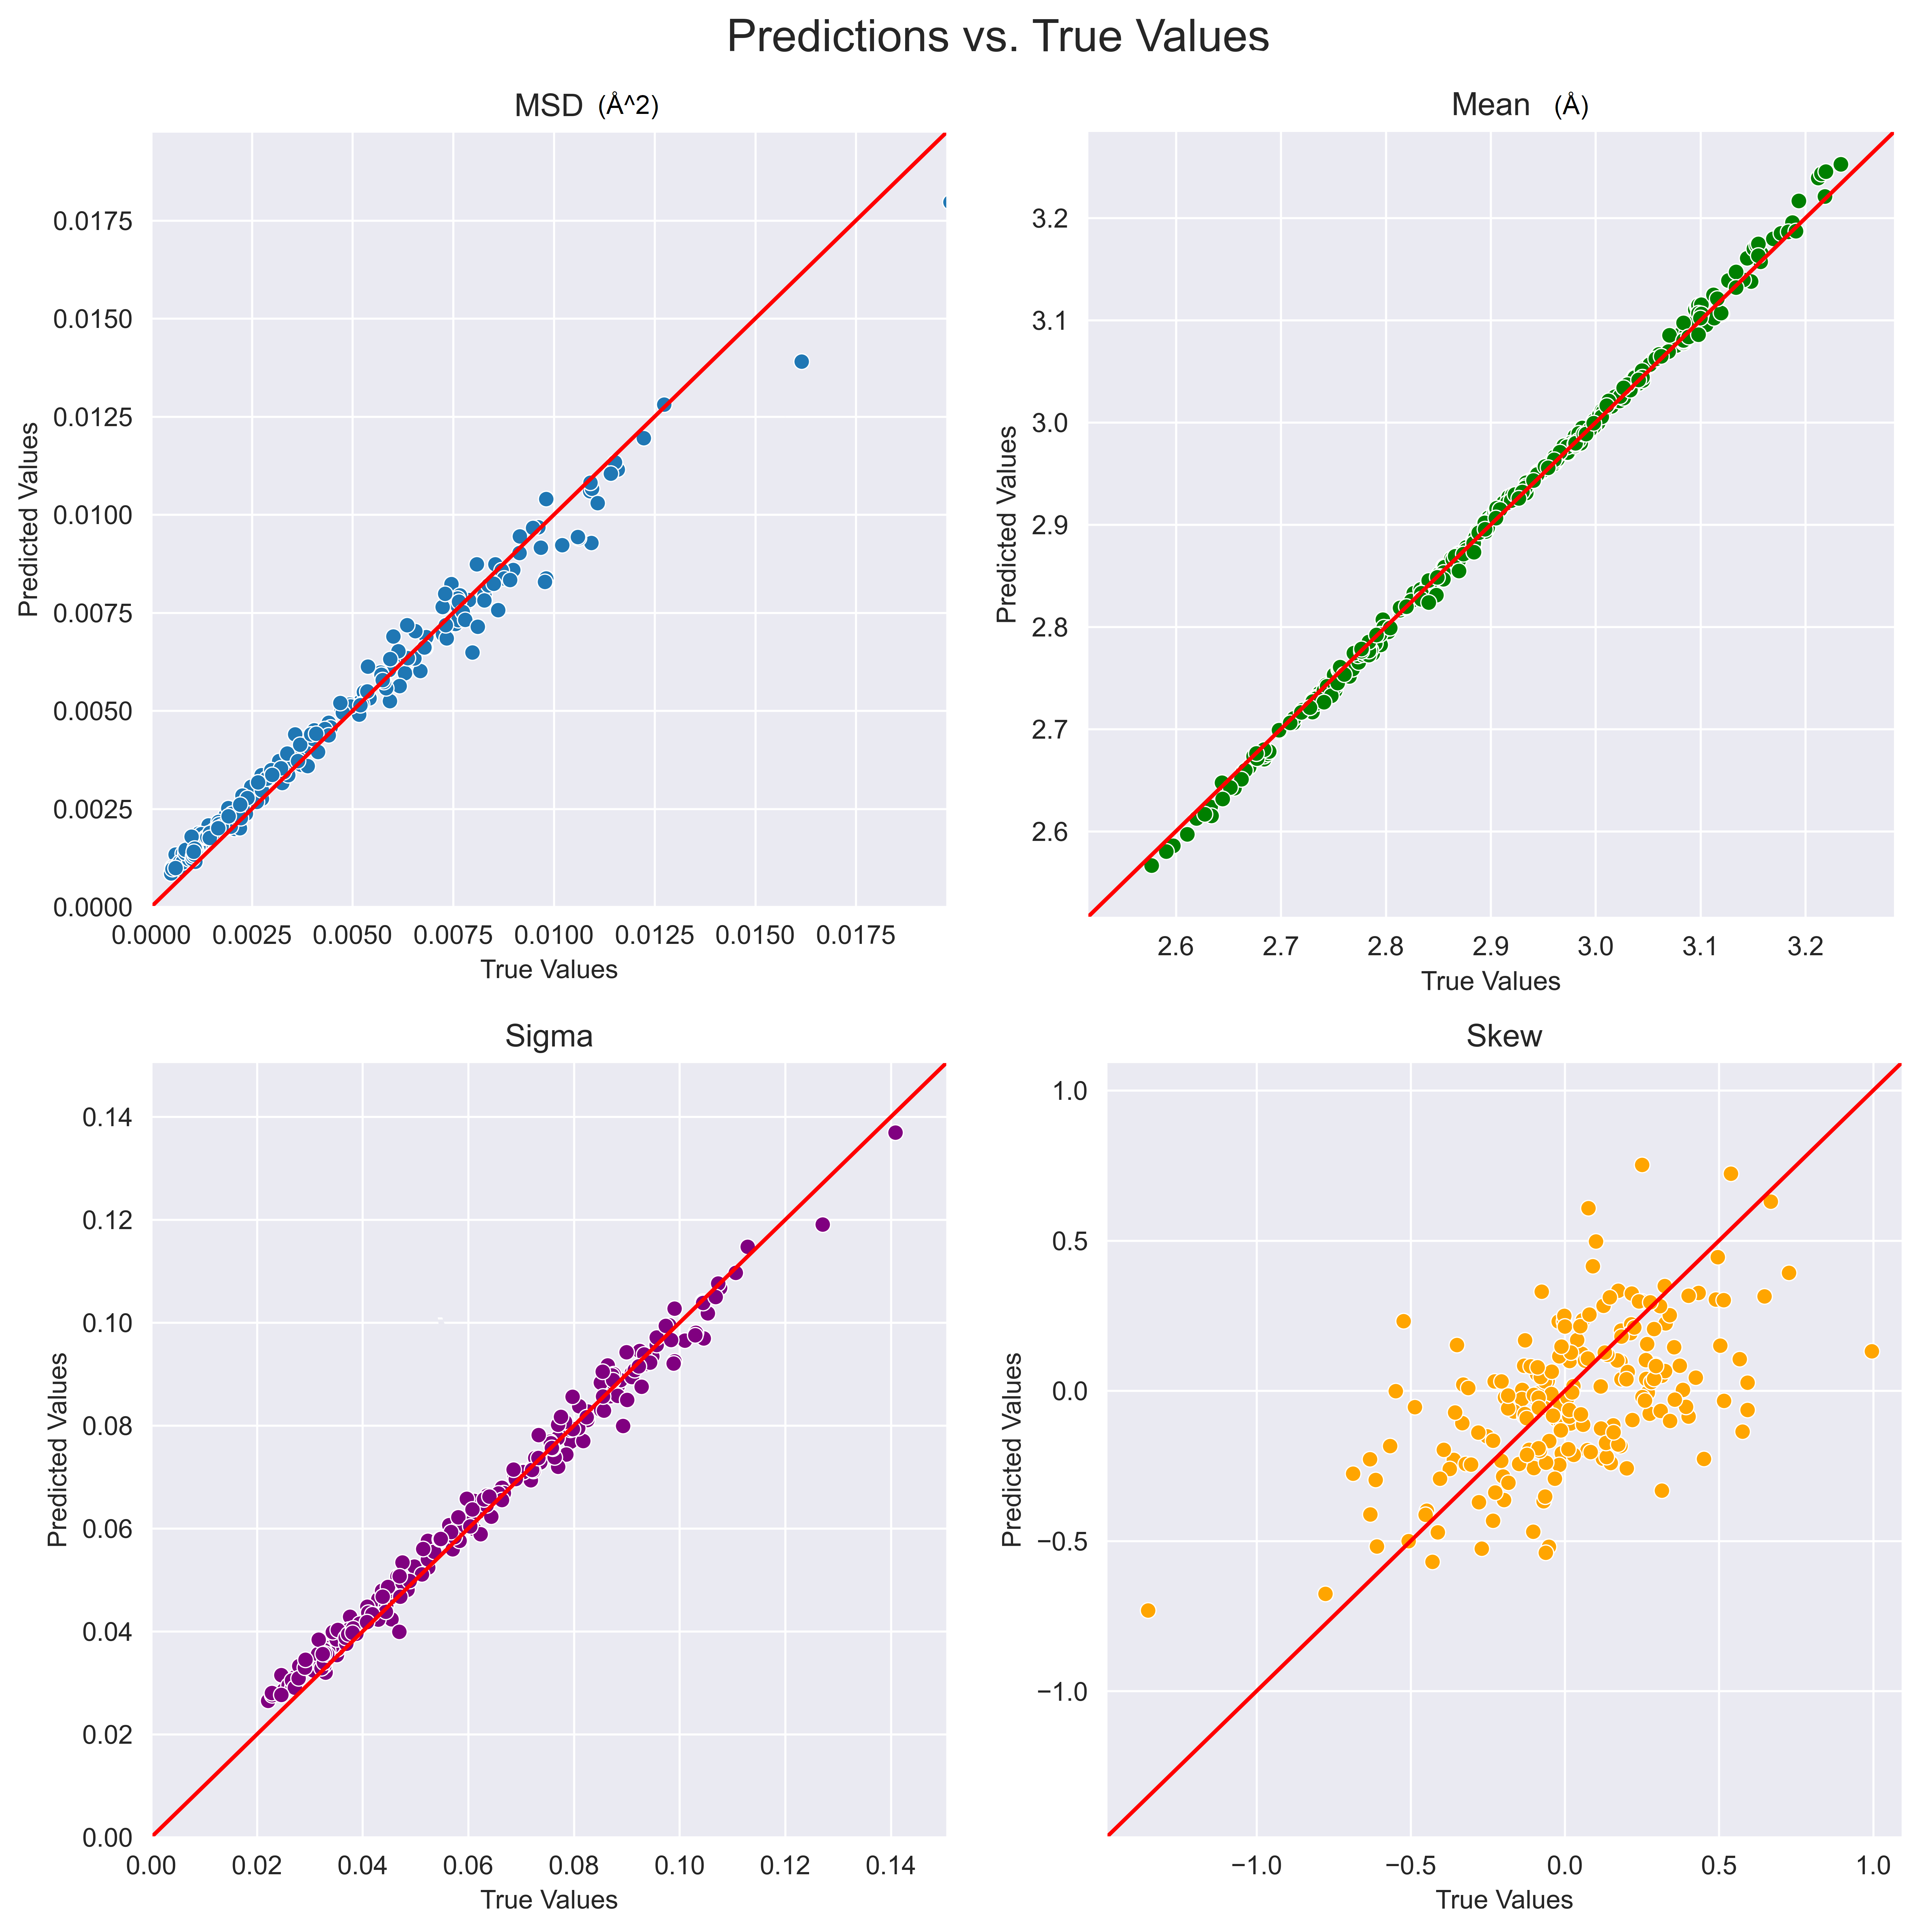 Predictions vs. True Values
MSD (Å^2)
0.0175
0.0150
0.0125
0.0100
0.0075
0.0050
0.0025
0.0000
Predicted Values
0.0000 0.0025 0.0050 0.0075 0.0100 0.0125 0.0150 0.0175
True Values
Mean (Å)
3.2
3.1
3.0
2.9
2.8
2.7
2.6
Predicted Values
2.6 2.7 2.8 2.9 3.0 3.1 3.2
True Values
Sigma
0.14
0.12
0.10
0.08
0.06
0.04
0.02
0.00
Predicted Values
0.00 0.02 0.04 0.06 0.08 0.10 0.12 0.14
True Values
Skew
1.0
0.5
0.0
−0.5
−1.0
Predicted Values
−1.0 −0.5 0.0 0.5 1.0
True Values